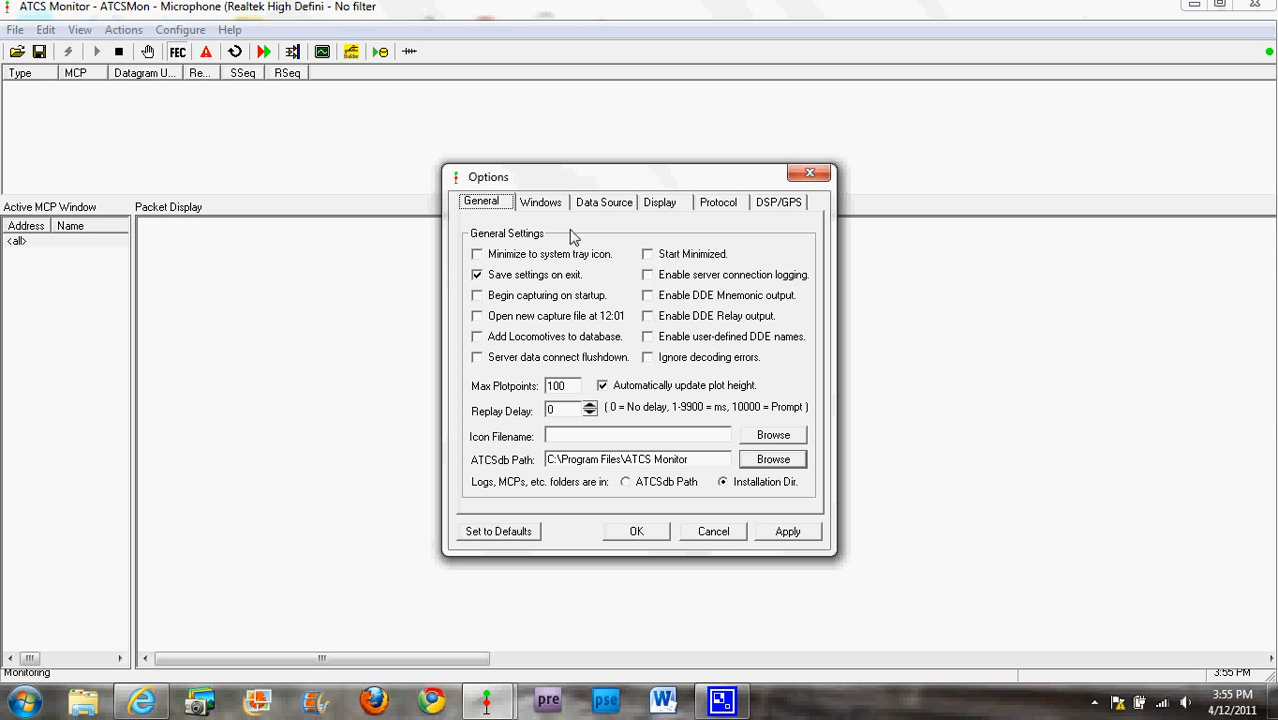 ATCS Monitor - ATCSMon - Microphone (Realtek High Defini - No filter
File Edit View Actions Configure Help
FEC Builder
Type MCP Datagram U... Re... SSeq RSeq
Active MCP Window Packet Display
Address Name
<all>
Options
General Windows Data Source Display Protocol DSP/GPS
General Settings
Minimize to system tray icon. Start Minimized.
Save settings on exit. Enable server connection logging.
Begin capturing on startup. Enable DDE Mnemonic output.
Open new capture file at 12:01 Enable DDE Relay output.
Add Locomotives to database. Enable user-defined DDE names.
Server data connect flushdown. Ignore decoding errors.
Max Plotpoints: 100 Automatically update plot height.
Replay Delay: 0 ( 0 = No delay, 1-9900 = ms, 10000 = Prompt )
Icon Filename: Browse
ATCSdb Path: C:\Program Files\ATCS Monitor Browse
Logs, MCPs, etc. folders are in: ATCSdb Path Installation Dir.
Set to Defaults OK Cancel Apply
Monitoring 3:55 PM
pre pse W
3:55 PM
4/12/2011